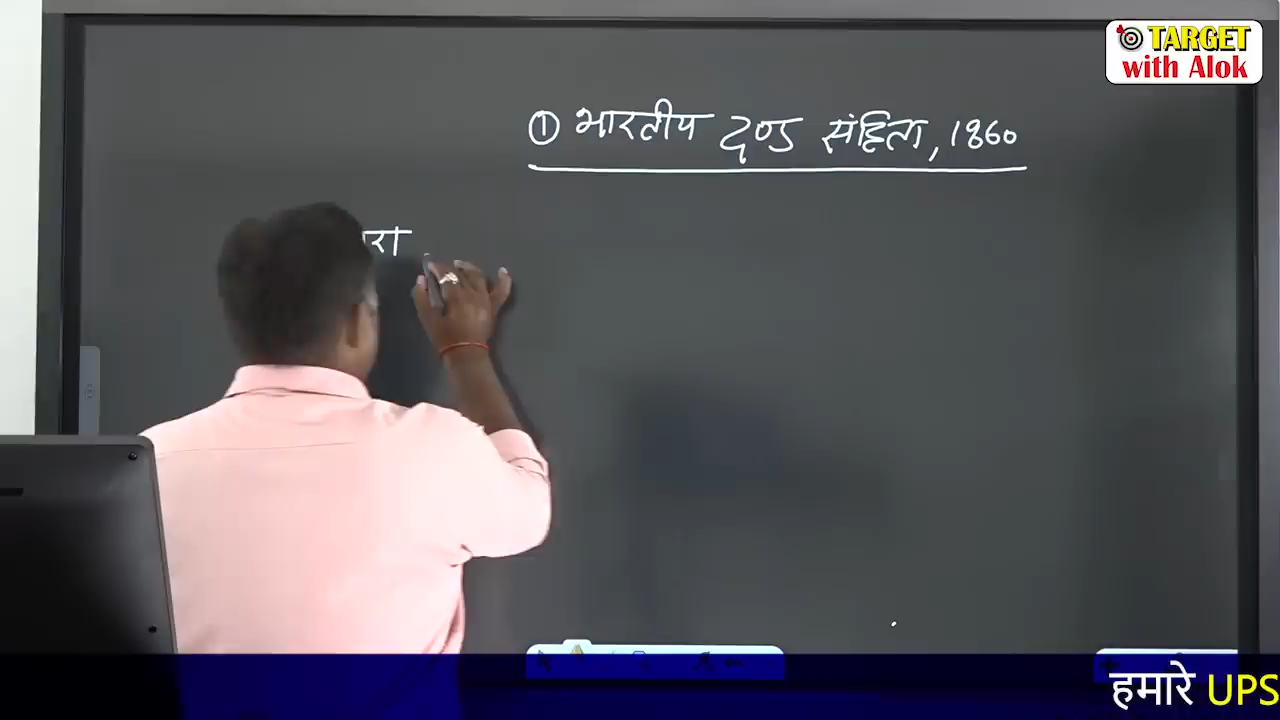 TARGET
with Alok
① भारतीय दण्ड संहिता, 1860
हमारे UPS